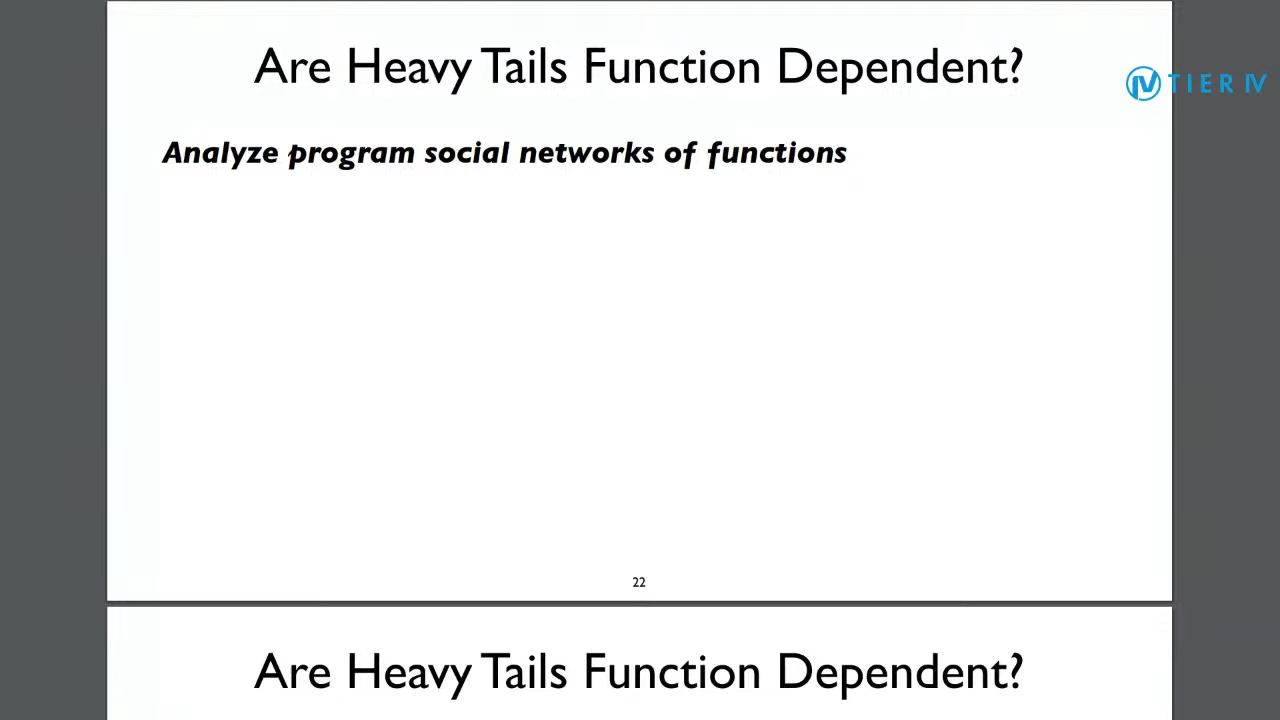 Are Heavy Tails Function Dependent?
TIER IV
Analyze program social networks of functions
22
Are Heavy Tails Function Dependent?